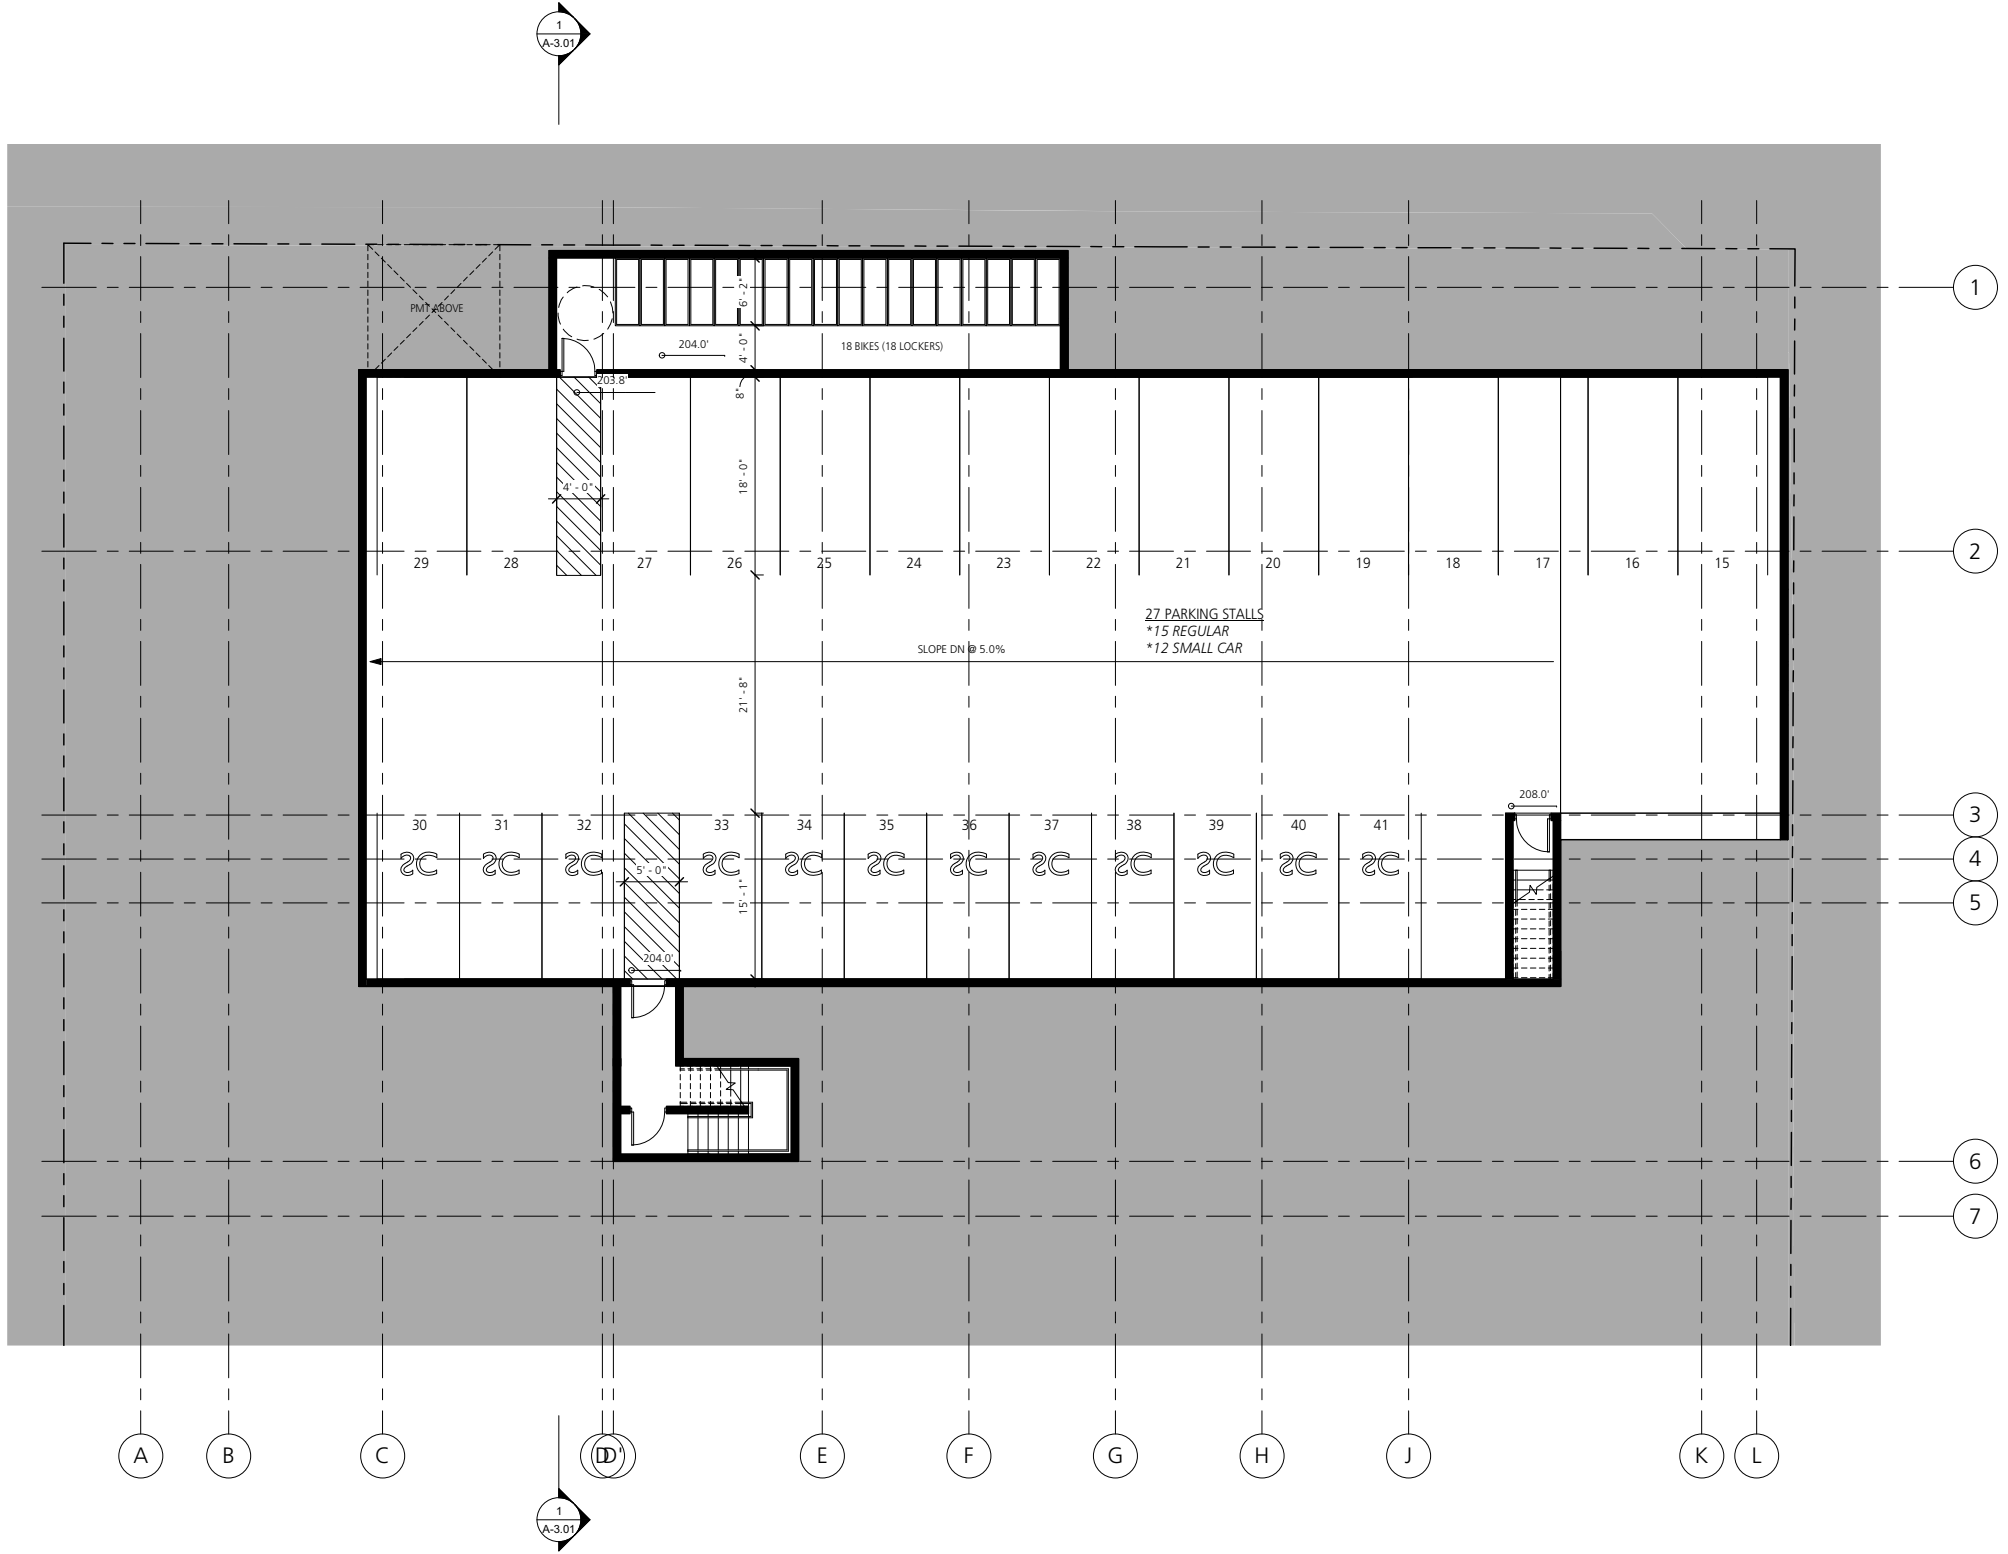 1
A-3.01
1
PMT ABOVE
6' - 2"
204.0'
4' - 0"
18 BIKES (18 LOCKERS)
203.8'
8"
18' - 0"
4' - 0"
2
29 28 27 26 25 24 23 22 21 20 19 18 17 16 15
27 PARKING STALLS
*15 REGULAR
*12 SMALL CAR
SLOPE DN @ 5.0%
21' - 8"
208.0'
3
30 31 32 33 34 35 36 37 38 39 40 41
SC SC SC SC SC SC SC SC SC SC SC SC
4
5' - 0"
15' - 1"
5
N
204.0'
N
6
7
A B C D D' E F G H J K L
1
A-3.01